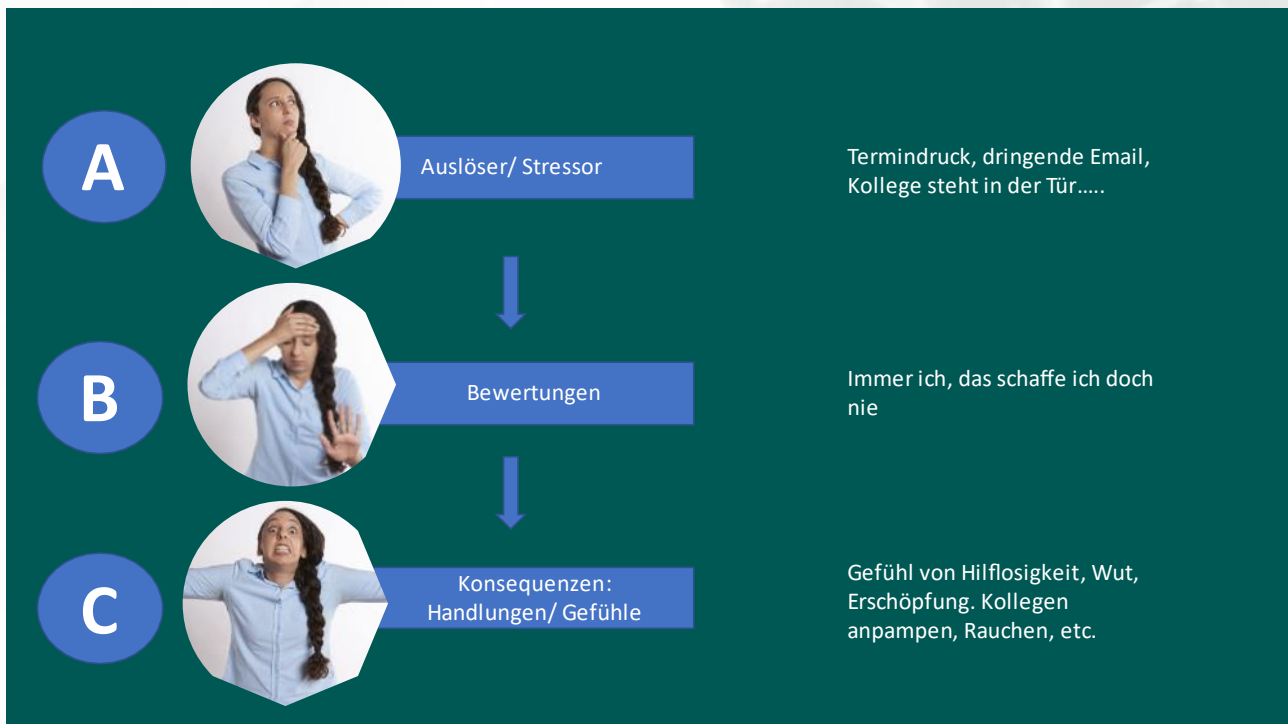 A
Auslöser/ Stressor
Termindruck, dringende Email,
Kollege steht in der Tür.....
B
Bewertungen
Immer ich, das schaffe ich doch
nie
C
Konsequenzen:
Handlungen/ Gefühle
Gefühl von Hilflosigkeit, Wut,
Erschöpfung. Kollegen
anpampen, Rauchen, etc.